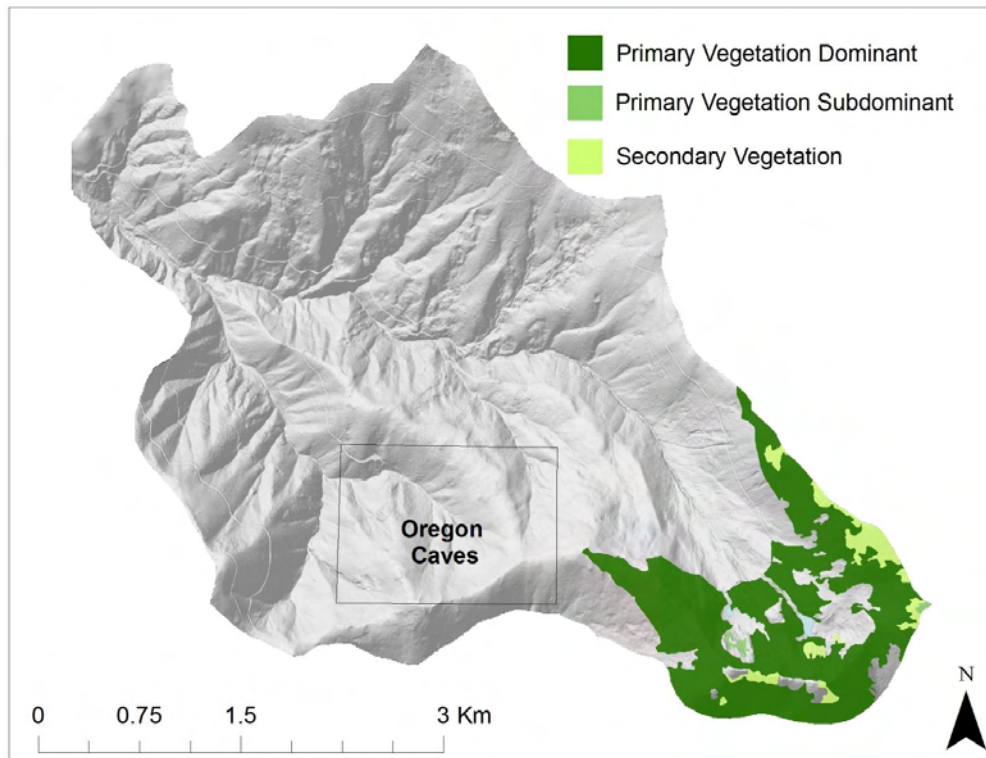 Primary Vegetation Dominant
Primary Vegetation Subdominant
Secondary Vegetation
Oregon
Caves
0 0.75 1.5 3 Km
N